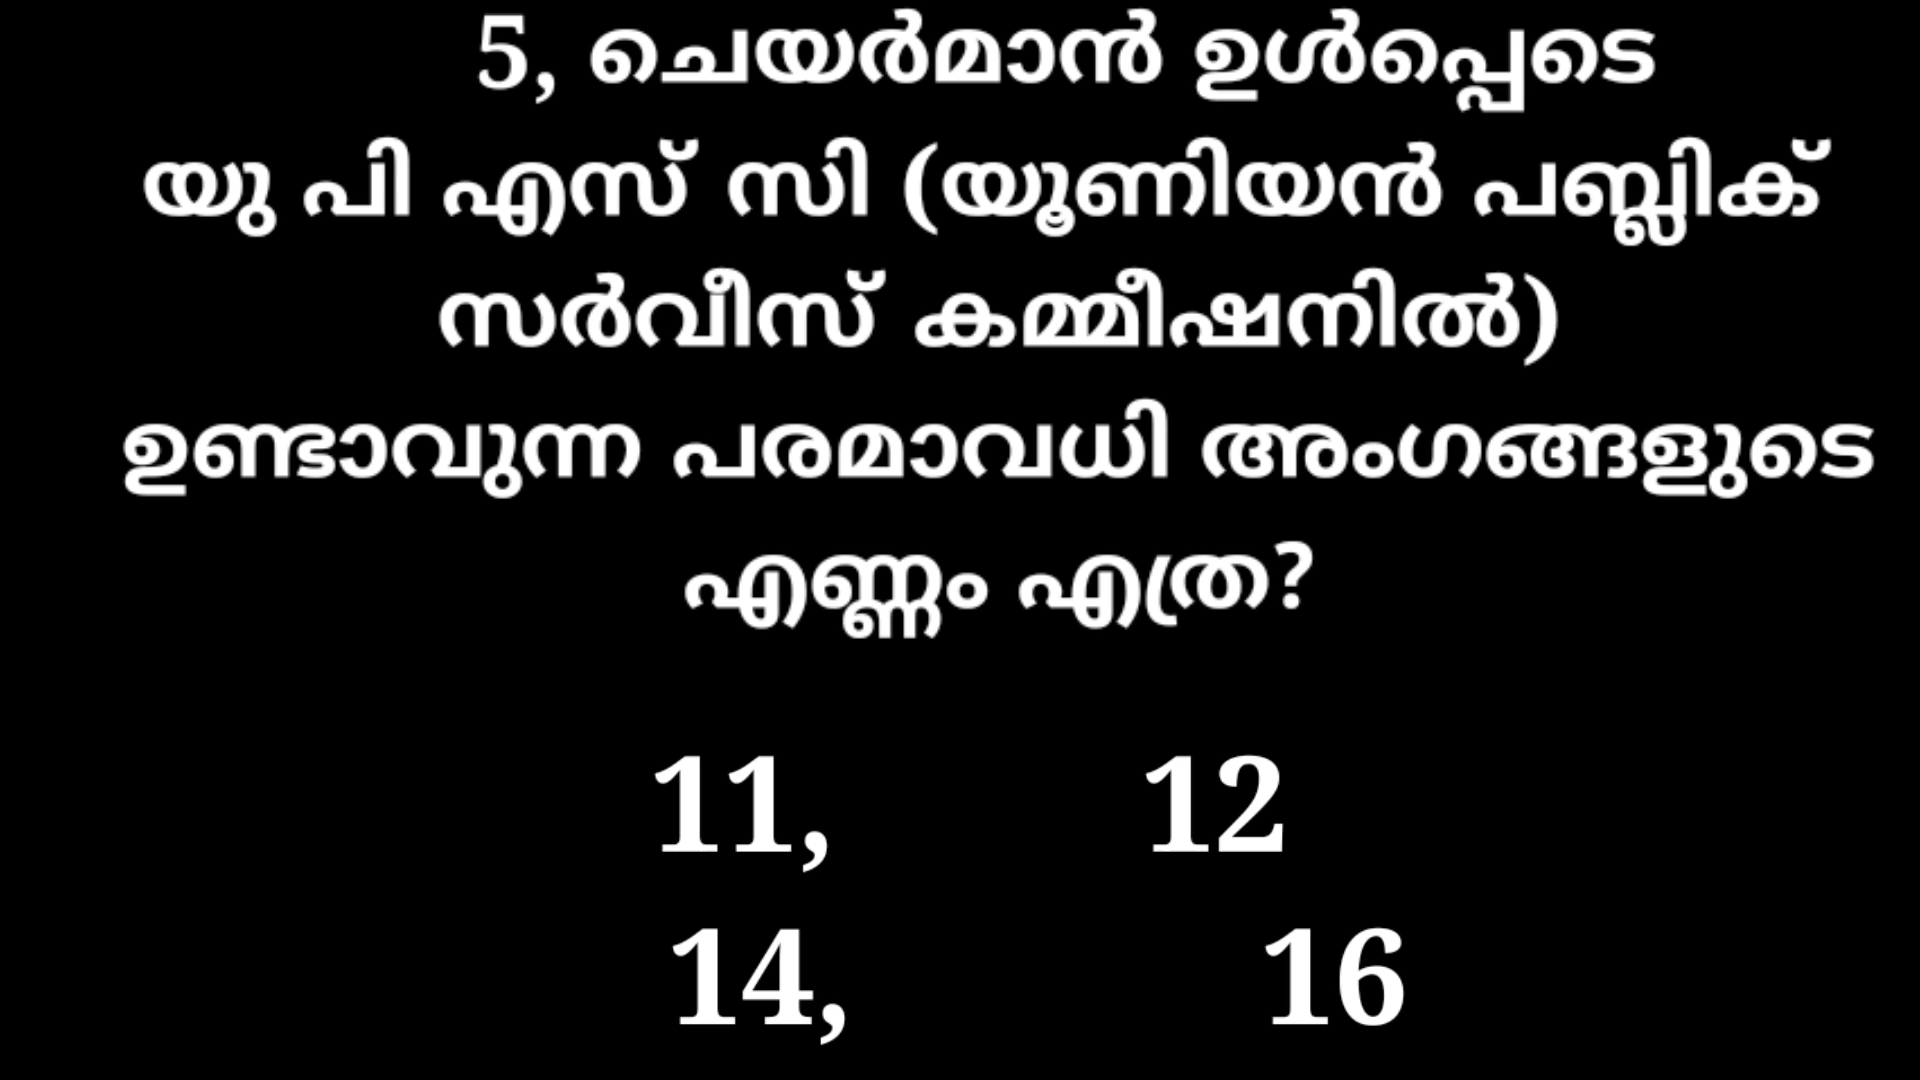 5, ചെയർമാൻ ഉൾപ്പെടെ
യു പി എസ് സി (യൂണിയൻ പബ്ലിക്
സർവീസ് കമ്മീഷനിൽ)
ഉണ്ടാവുന്ന പരമാവധി അംഗങ്ങളുടെ
എണ്ണം എത്ര?
11, 12
14, 16